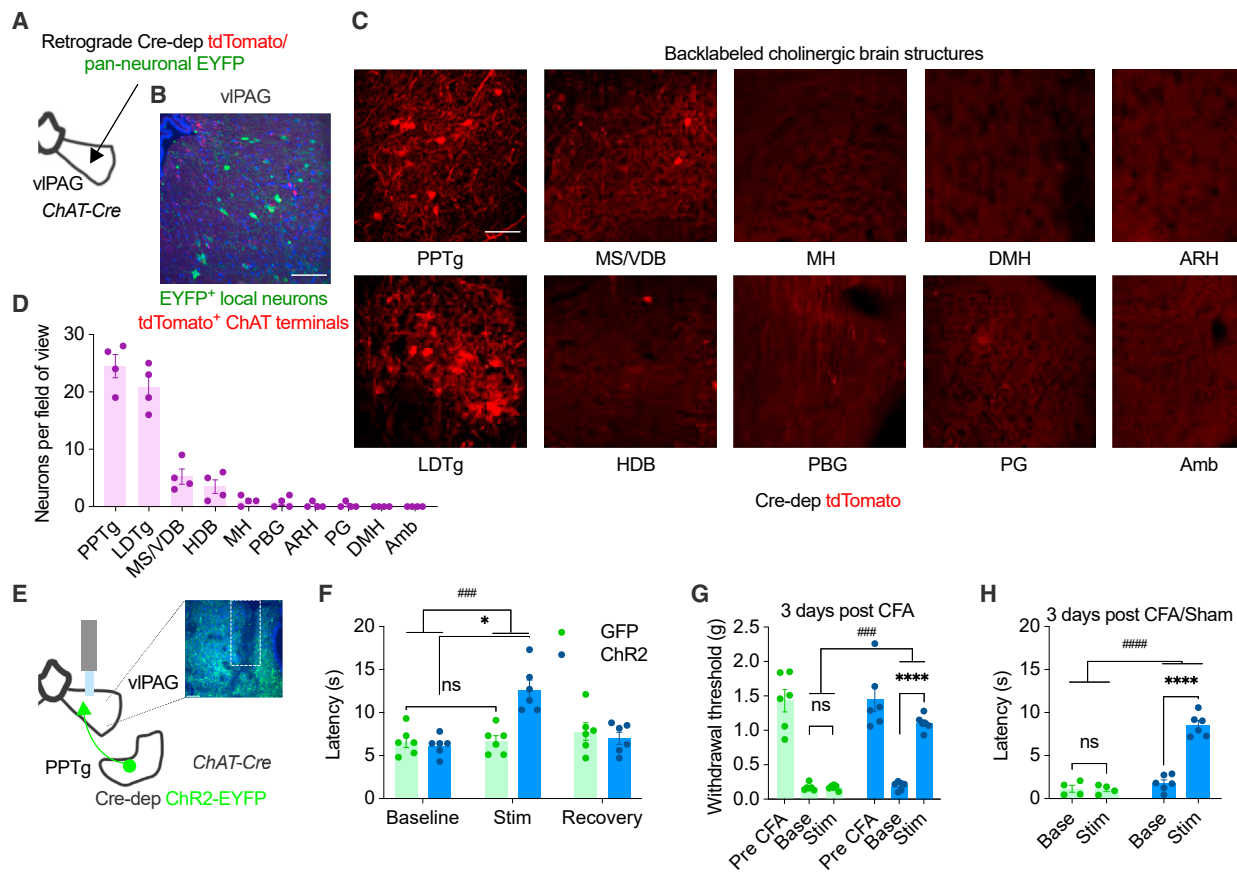 A
Retrograde Cre-dep tdTomato/
pan-neuronal EYFP
vlPAG
ChAT-Cre
B
vlPAG
EYFP+ local neurons
tdTomato+ ChAT terminals
C
Backlabeled cholinergic brain structures
PPTg MS/VDB MH DMH ARH
LDTg HDB PBG PG Amb
Cre-dep tdTomato
D
Neurons per field of view
30
20
10
0
PPTg LDTg MS/VDB HDB MH PBG ARH PG DMH Amb
E
vlPAG
PPTg
ChAT-Cre
Cre-dep ChR2-EYFP
F
###
*
ns
GFP
ChR2
Latency (s)
20
15
10
5
0
Baseline Stim Recovery
G
3 days post CFA
###
****
ns
Withdrawal threshold (g)
2.5
2.0
1.5
1.0
0.5
0.0
Pre CFA Base Stim Pre CFA Base Stim
H
3 days post CFA/Sham
####
****
ns
Latency (s)
20
15
10
5
0
Base Stim Base Stim